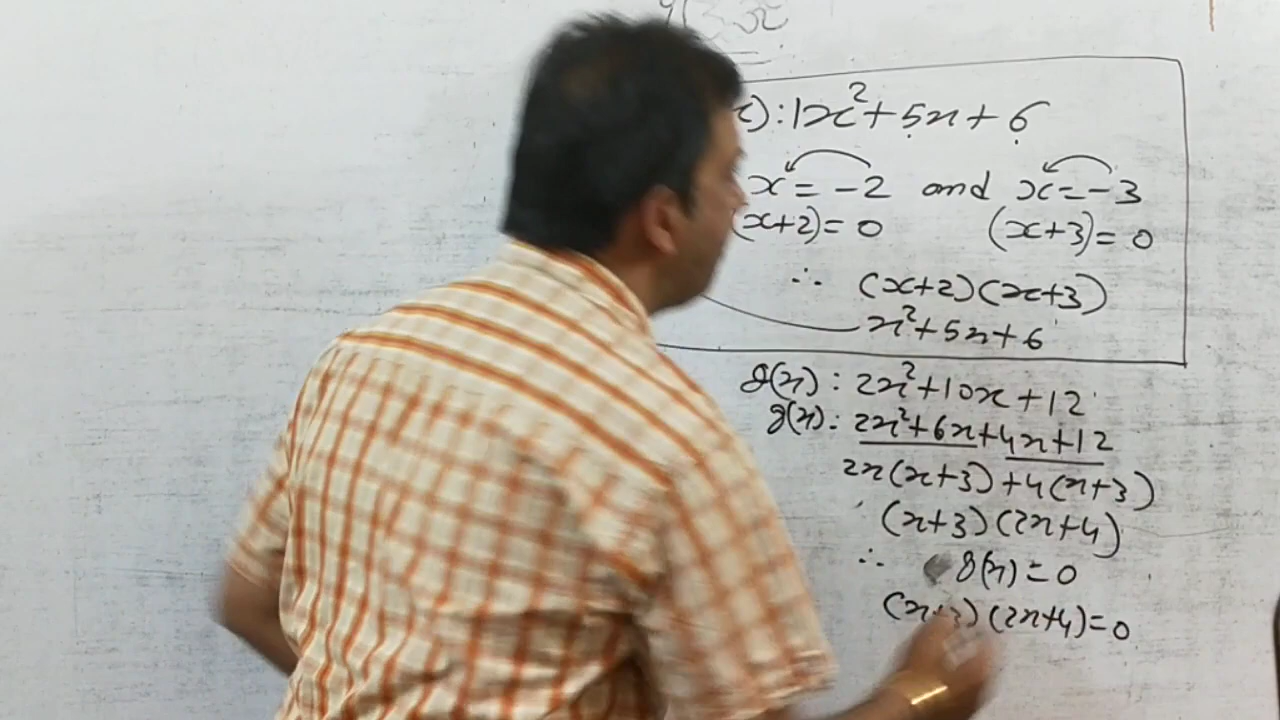 x): 1x²+5x+6
x = -2 and x = -3
(x+2)= 0 (x+3)= 0
∴ (x+2)(x+3)
x²+5x+6
g(x) : 2x²+10x+12
g(x) : 2x²+6x+4x+12
2x(x+3)+4(x+3)
(x+3)(2x+4)
∴ g(x)=0
(x+3)(2x+4)=0